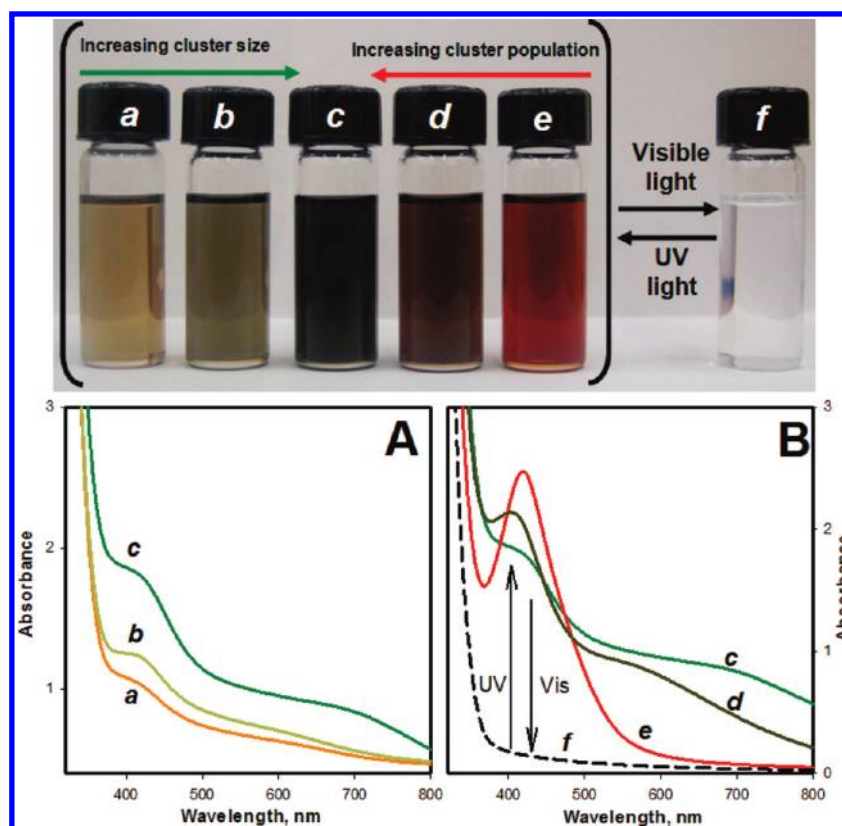 Increasing cluster size
Increasing cluster population
a b c d e f
Visible
light
UV
light
3
2
1
A
c
b
a
Absorbance
400 500 600 700 800
Wavelength, nm
B
3
2
1
0
c
d
e
f
UV
Vis
Absorbance
400 500 600 700 800
Wavelength, nm